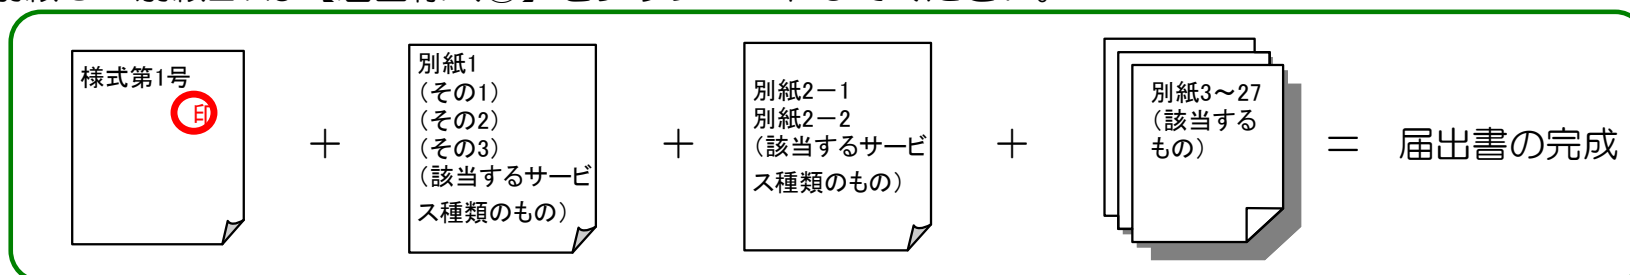 様式第1号
印
+
別紙1
(その1)
(その2)
(その3)
(該当するサービ
ス種類のもの)
+
別紙2-1
別紙2-2
(該当するサービ
ス種類のもの)
+
別紙3~27
(該当する
もの)
= 届出書の完成